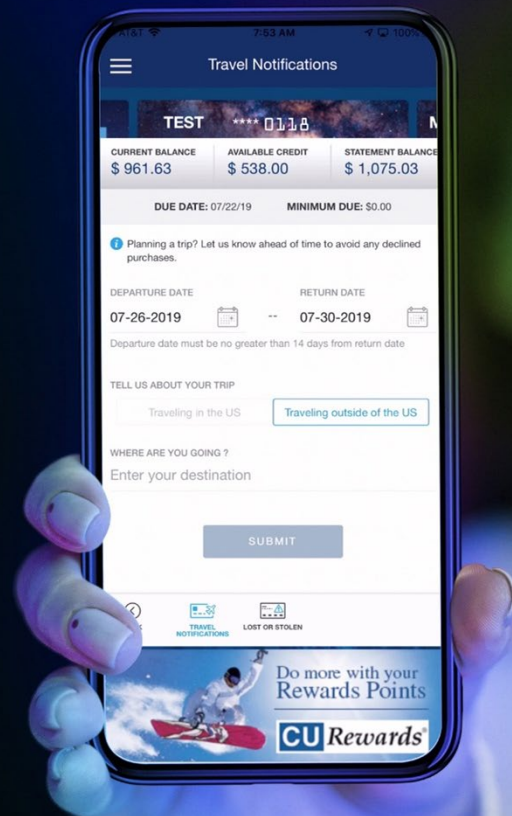 AT&T 7:53 AM 100%
Travel Notifications
TEST **** 0118
CURRENT BALANCE AVAILABLE CREDIT STATEMENT BALANCE
$ 961.63 $ 538.00 $ 1,075.03
DUE DATE: 07/22/19 MINIMUM DUE: $0.00
Planning a trip? Let us know ahead of time to avoid any declined
purchases.
DEPARTURE DATE RETURN DATE
07-26-2019 -- 07-30-2019
Departure date must be no greater than 14 days from return date
TELL US ABOUT YOUR TRIP
Traveling in the US Traveling outside of the US
WHERE ARE YOU GOING ?
Enter your destination
SUBMIT
TRAVEL
NOTIFICATIONS
LOST OR STOLEN
Do more with your
Rewards Points
CU Rewards®